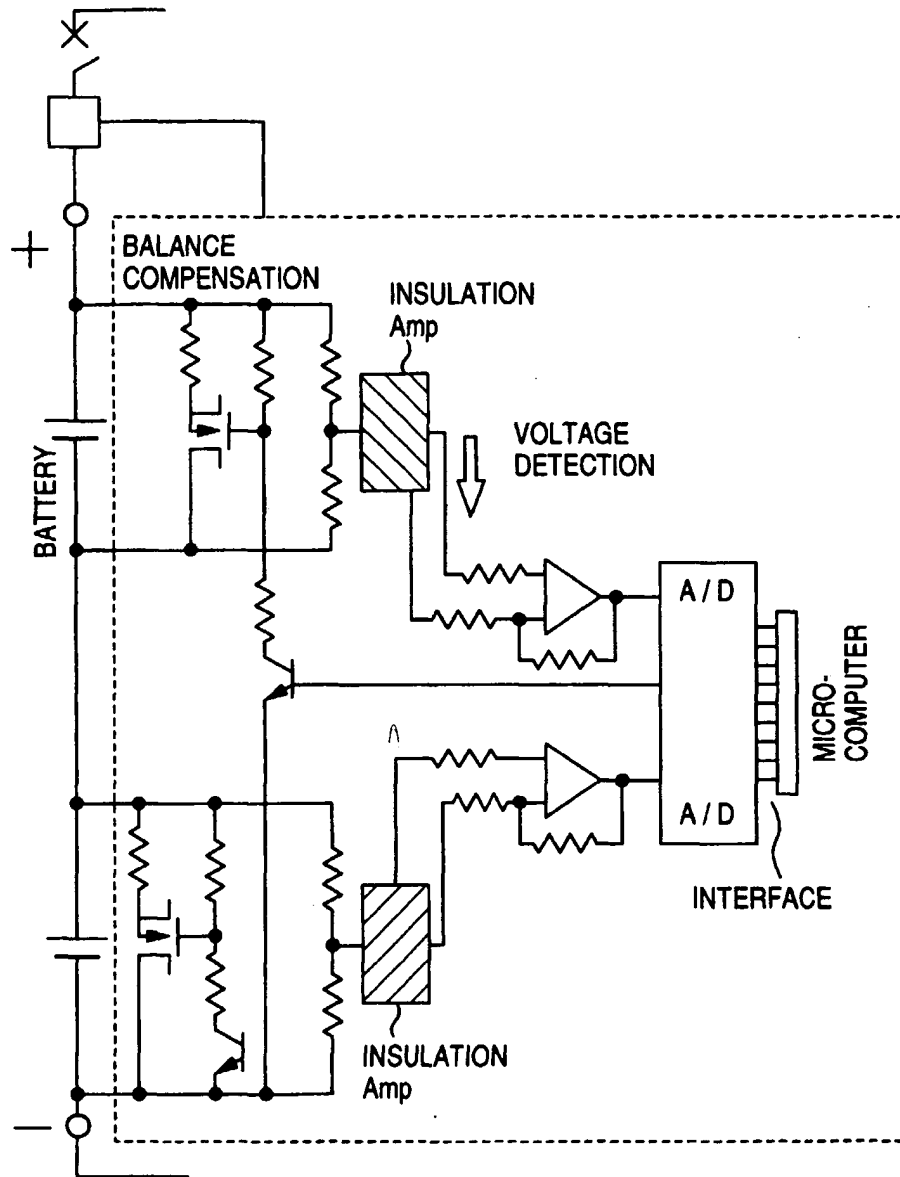 +
BALANCE
COMPENSATION
INSULATION
Amp
BATTERY
VOLTAGE
DETECTION
A / D
MICRO-
COMPUTER
A / D
INTERFACE
INSULATION
Amp
−